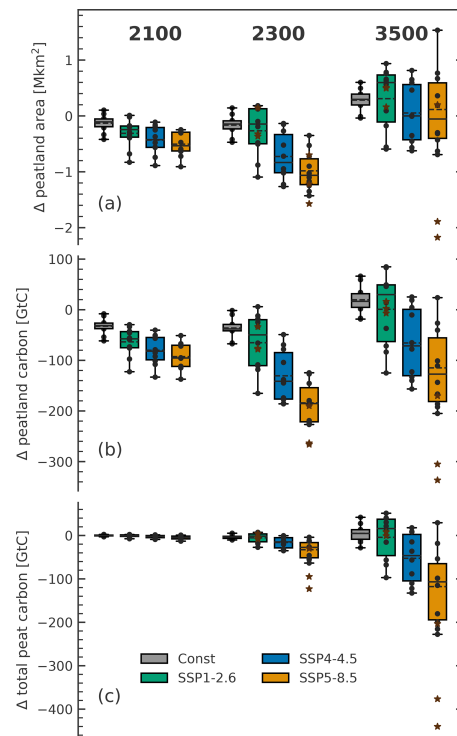 2100 2300 3500
Δ peatland area [Mkm²]
1
0
−1
−2
(a)
Δ peatland carbon [GtC]
100
0
−100
−200
−300
(b)
Δ total peat carbon [GtC]
0
−100
−200
−300
−400
Const
SSP1-2.6
SSP4-4.5
SSP5-8.5
(c)